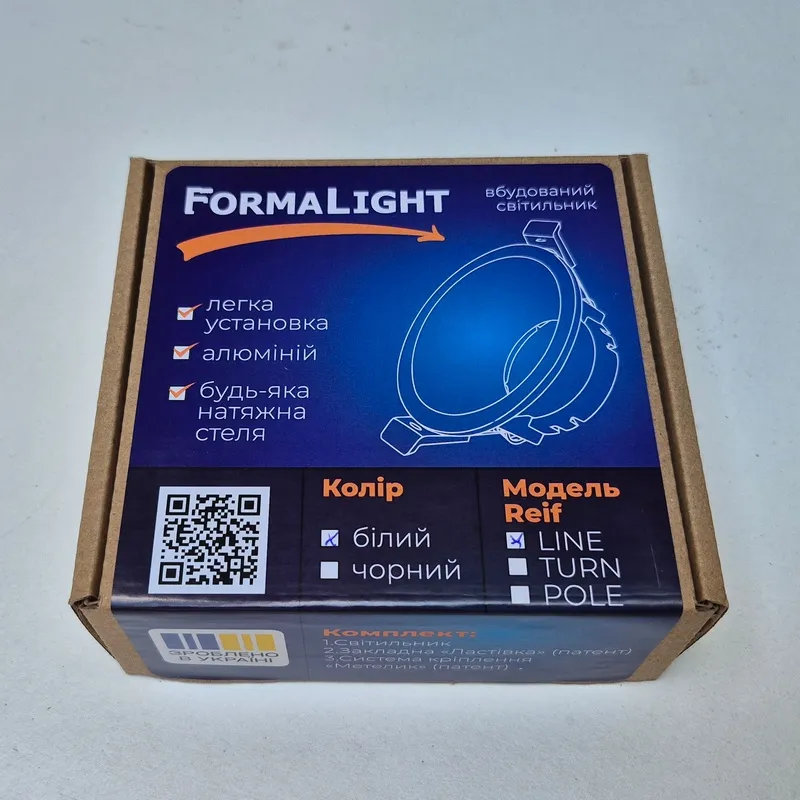 FORMALIGHT
вбудований
світильник
легка
установка
алюміній
будь-яка
натяжна
стеля
Колір
білий
чорний
Модель
Reif
LINE
TURN
POLE
ЗРОБЛЕНО
В УКРАЇНІ
Комплект:
1.Світильник
2.Закладна «Ластівка» (патент)
3.Система кріплення
«Метелик» (патент) .